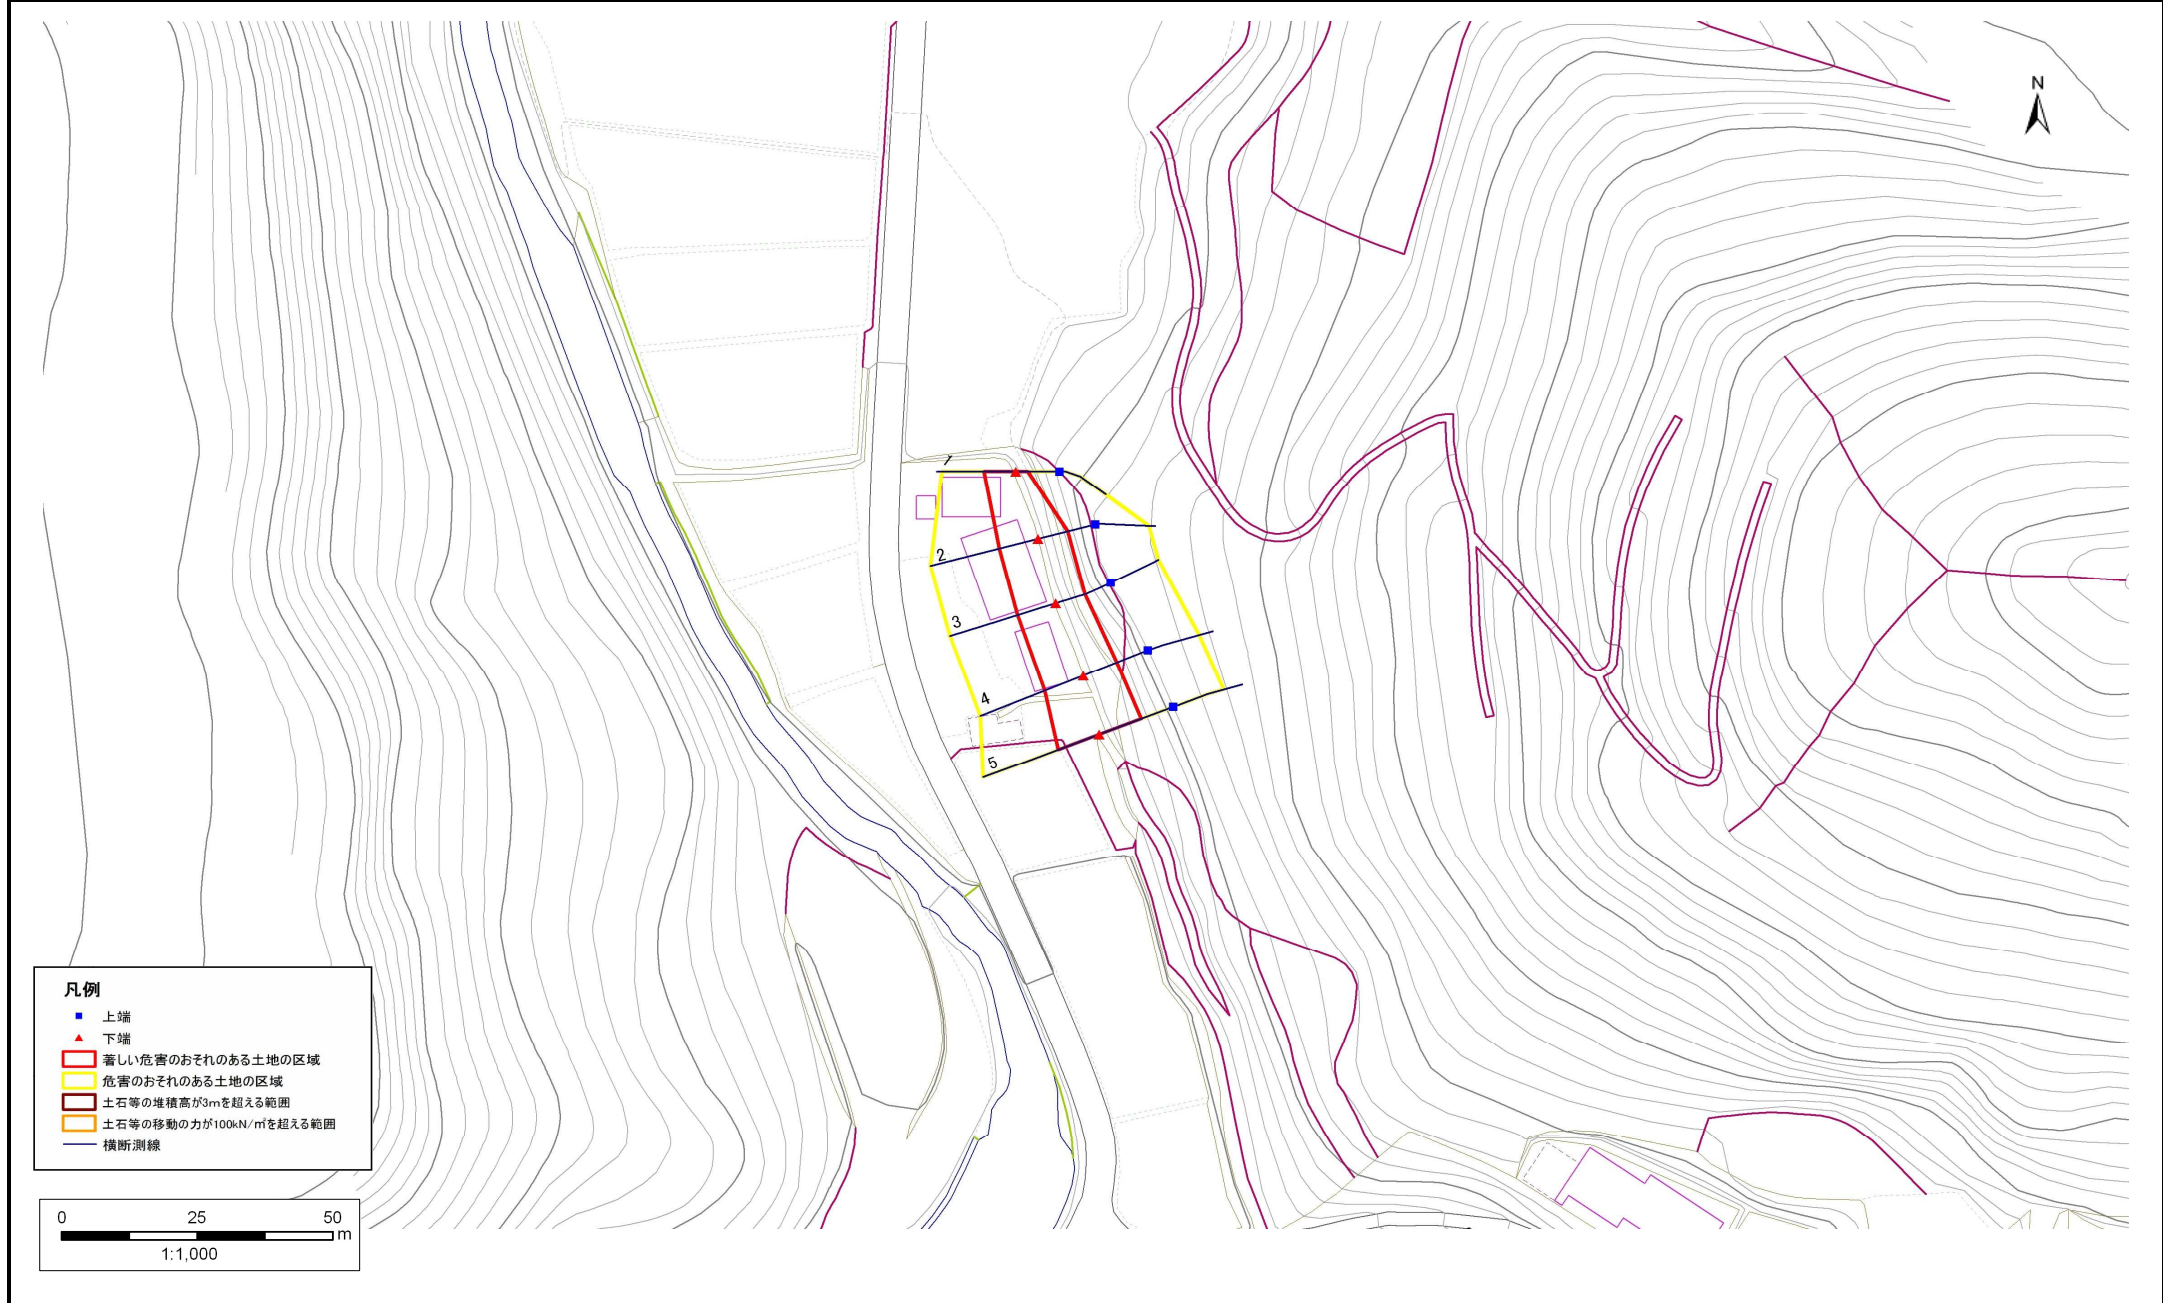 N
1
2
3
4
5
凡例
上端
下端
著しい危害のおそれのある土地の区域
危害のおそれのある土地の区域
土石等の堆積高が3mを超える範囲
土石等の移動の力が100kN/㎡を超える範囲
横断測線
0 25 50
m
1:1,000